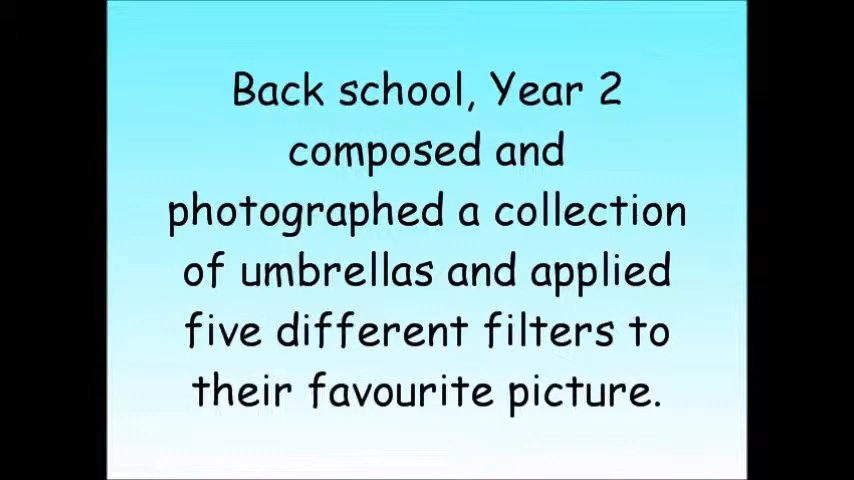 Back school, Year 2
composed and
photographed a collection
of umbrellas and applied
five different filters to
their favourite picture.